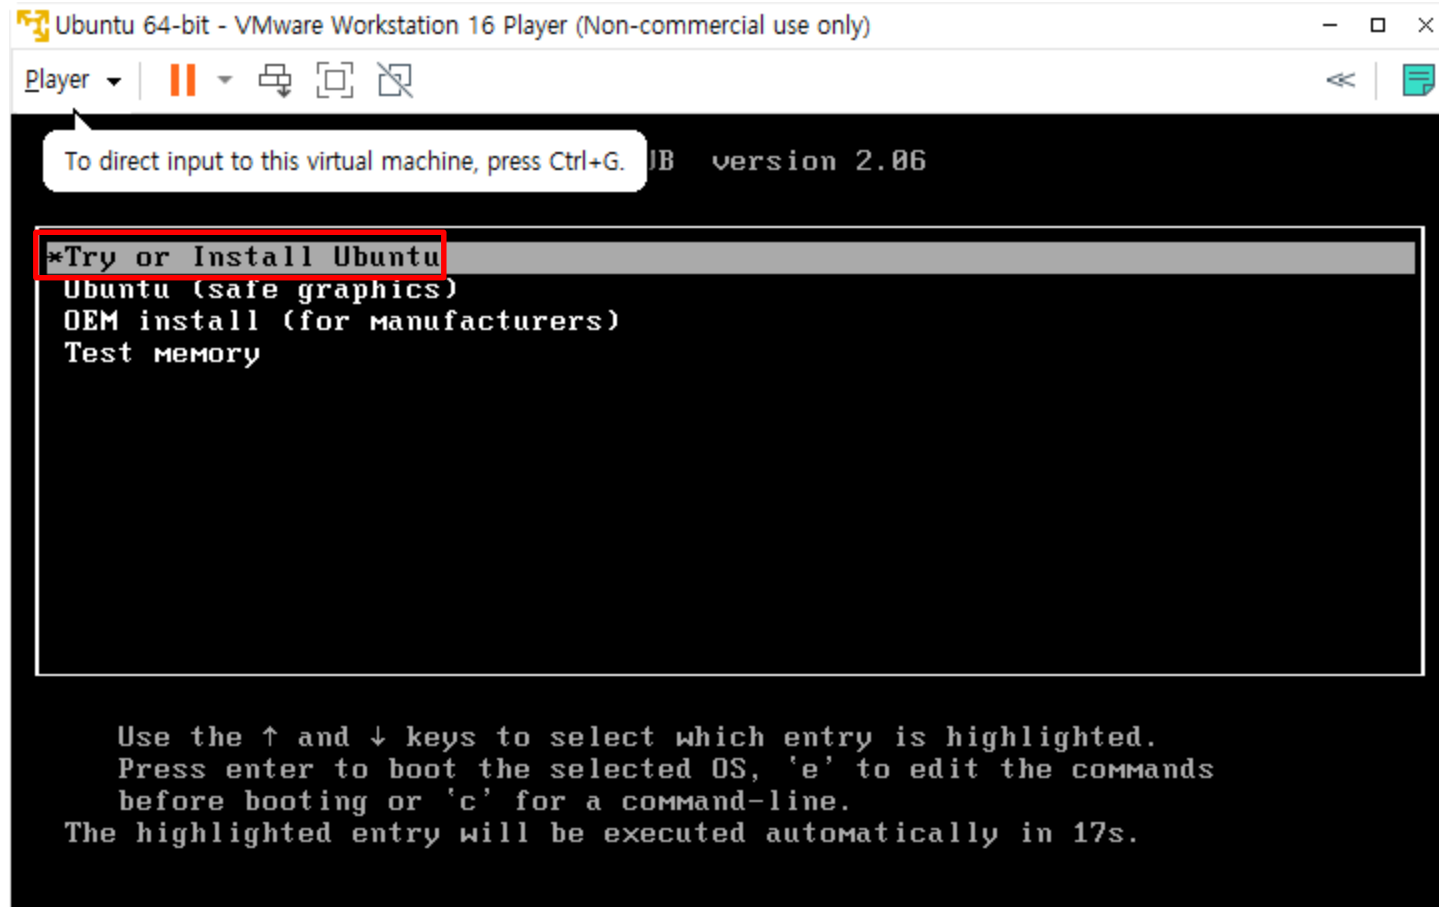 Ubuntu 64-bit - VMware Workstation 16 Player (Non-commercial use only)
Player
To direct input to this virtual machine, press Ctrl+G.
UB version 2.06
*Try or Install Ubuntu
Ubuntu (safe graphics)
OEM install (for manufacturers)
Test memory
Use the ↑ and ↓ keys to select which entry is highlighted.
Press enter to boot the selected OS, `e' to edit the commands
before booting or `c' for a command-line.
The highlighted entry will be executed automatically in 17s.